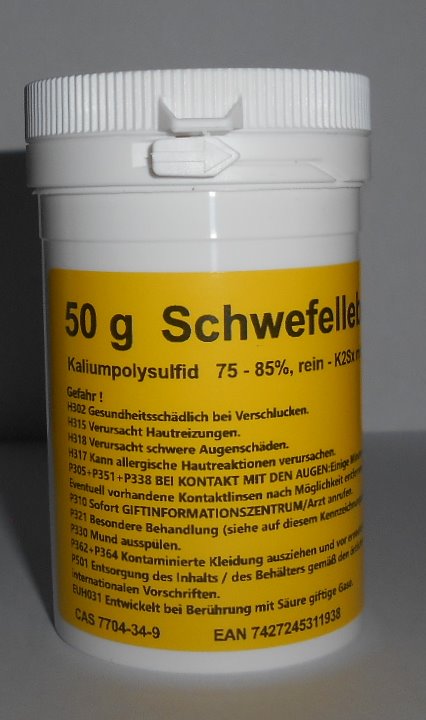 50 g Schwefelleb
Kaliumpolysulfid 75 - 85%, rein - K2Sx
Gefahr !
H302 Gesundheitsschädlich bei Verschlucken.
H315 Verursacht Hautreizungen.
H318 Verursacht schwere Augenschäden.
H317 Kann allergische Hautreaktionen verursachen.
P305+P351+P338 BEI KONTAKT MIT DEN AUGEN:Einige
Eventuell vorhandene Kontaktlinsen nach Möglichkeit
P310 Sofort GIFTINFORMATIONSZENTRUM/Arzt anrufen.
P321 Besondere Behandlung (siehe auf diesem
P330 Mund ausspülen.
P362+P364 Kontaminierte Kleidung ausziehen und vor
P501 Entsorgung des Inhalts / des Behälters gemäß den
internationalen Vorschriften.
EUH031 Entwickelt bei Berührung mit Säure giftige Gase.
CAS 7704-34-9 EAN 7427245311938